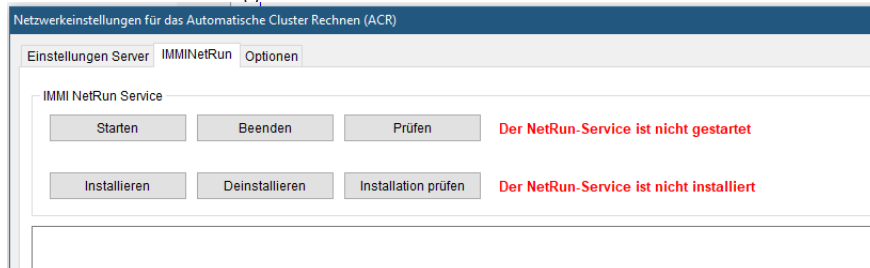 Netzwerkeinstellungen für das Automatische Cluster Rechnen (ACR)
Einstellungen Server IMMINetRun Optionen
IMMI NetRun Service
Starten Beenden Prüfen Der NetRun-Service ist nicht gestartet
Installieren Deinstallieren Installation prüfen Der NetRun-Service ist nicht installiert